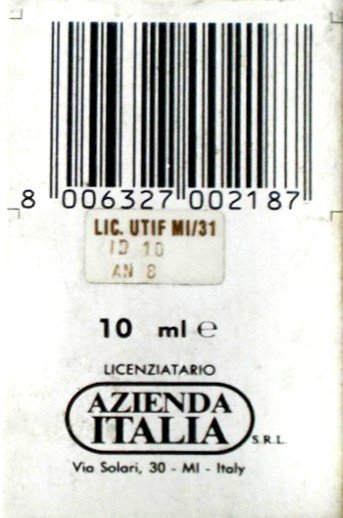 8 006327 002187
LIC. UTIF MI/31
ID 10
AN 8
10 ml ℮
LICENZIATARIO
AZIENDA
ITALIA
S.R.L.
Via Solari, 30 - MI - Italy